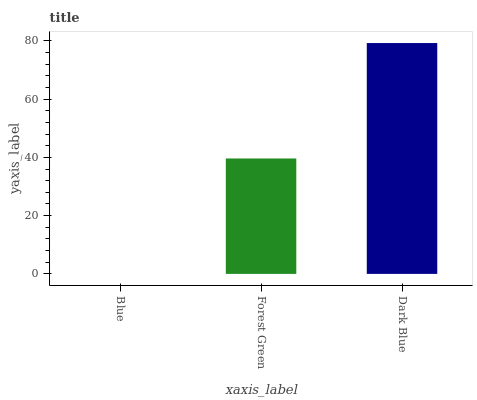 title
80
60
40
20
0
yaxis_label
Blue
Forest Green
Dark Blue
xaxis_label